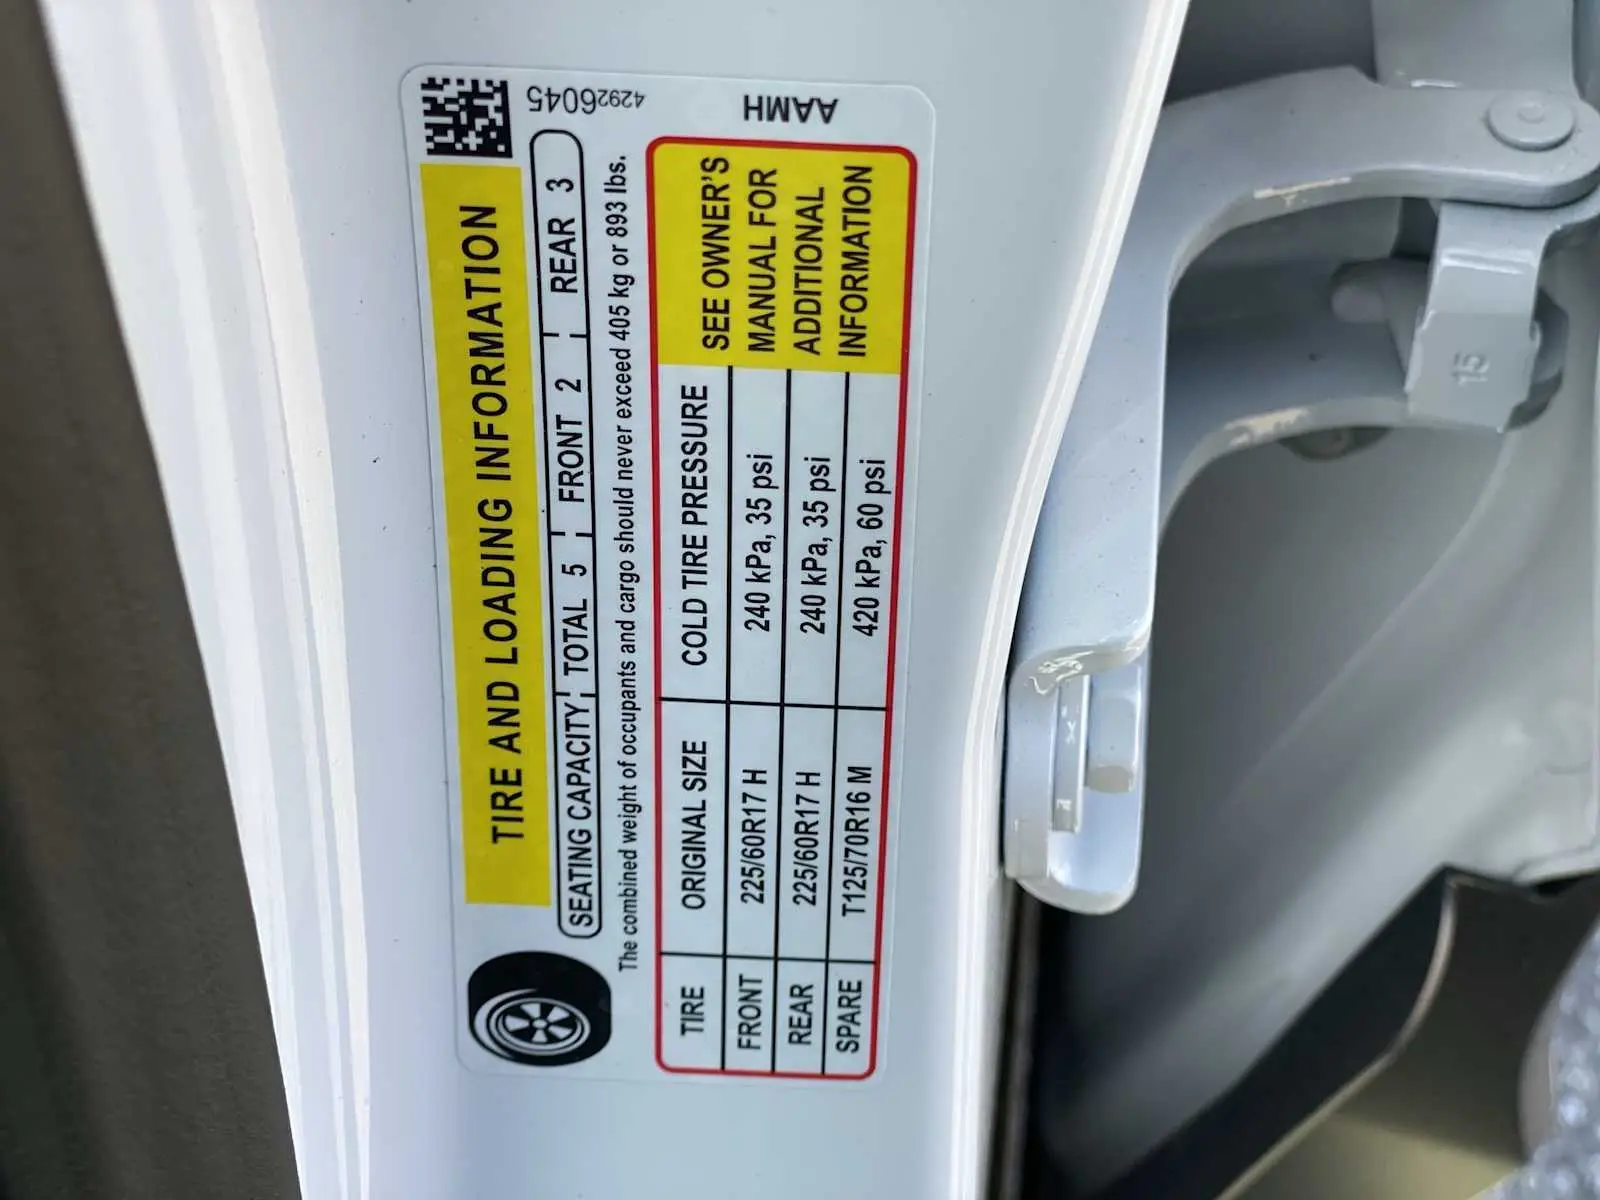 TIRE AND LOADING INFORMATION
42926045
SEATING CAPACITY TOTAL 5 FRONT 2 REAR 3
The combined weight of occupants and cargo should never exceed 405 kg or 893 lbs.
TIRE ORIGINAL SIZE COLD TIRE PRESSURE
FRONT 225/60R17 H 240 kPa, 35 psi
REAR 225/60R17 H 240 kPa, 35 psi
SPARE T125/70R16 M 420 kPa, 60 psi
SEE OWNER'S
MANUAL FOR
ADDITIONAL
INFORMATION
AAMH
15